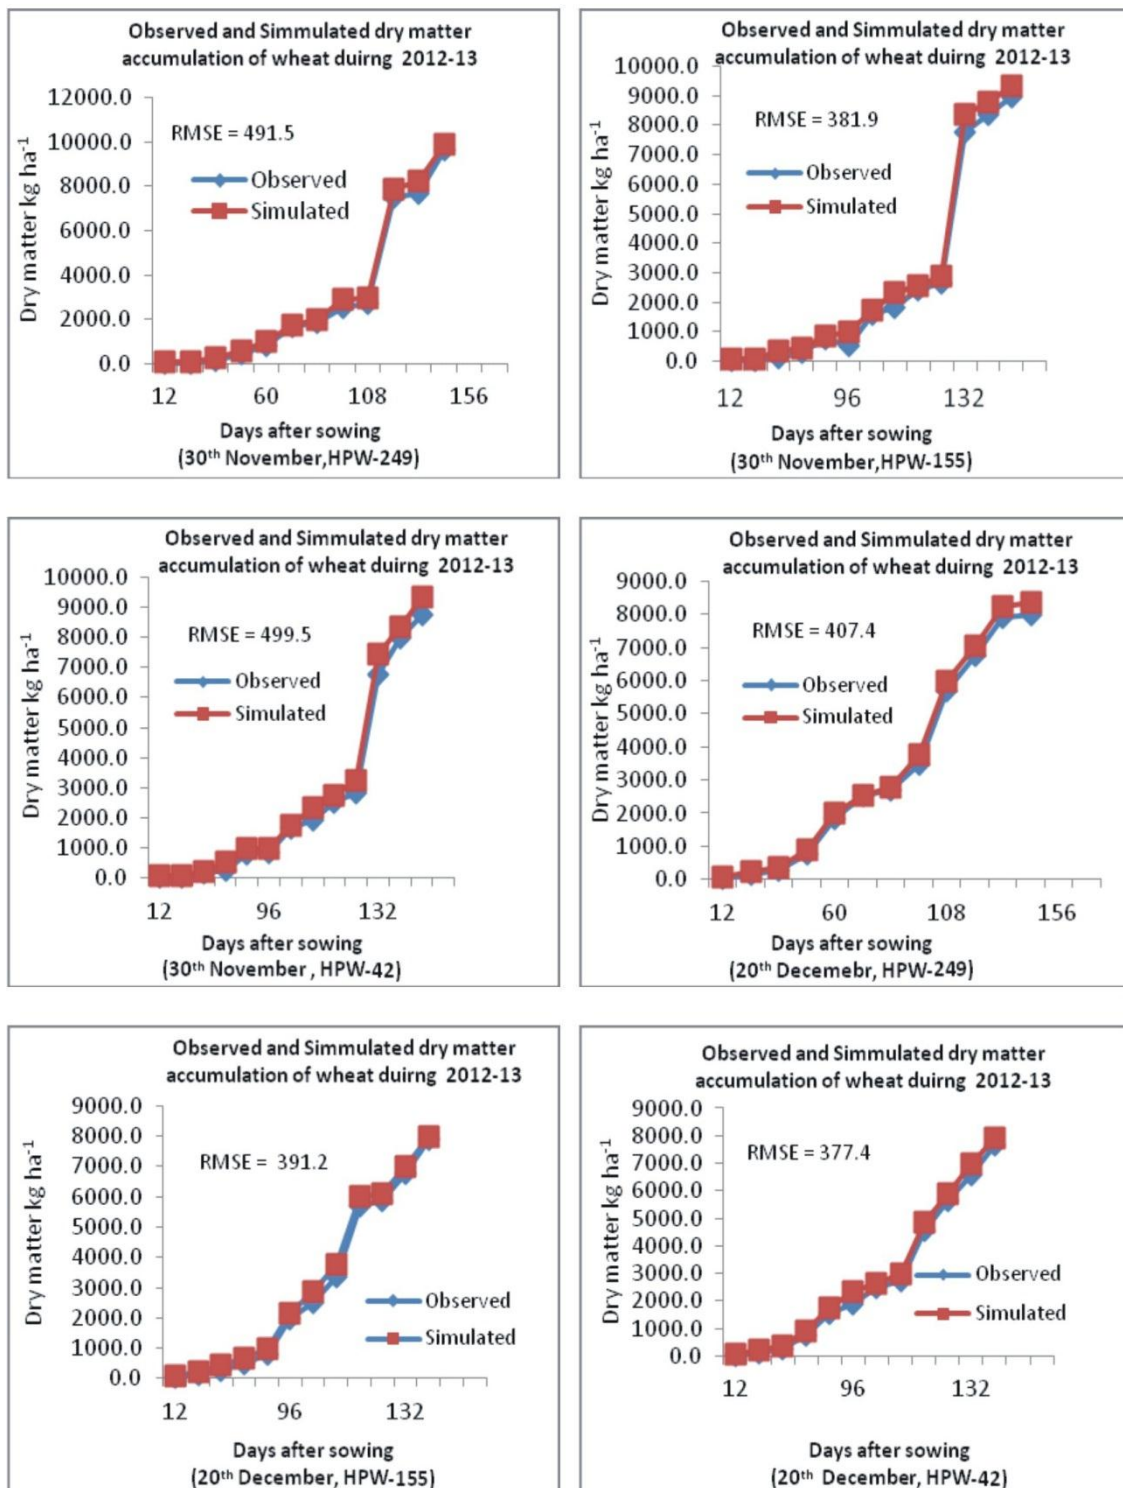 Observed and Simmulated dry matter
accumulation of wheat duirng 2012-13
12000.0
10000.0
8000.0
6000.0
4000.0
2000.0
0.0
Dry matter kg ha⁻¹
RMSE = 491.5
Observed
Simulated
12 60 108 156
Days after sowing
(30th November,HPW-249)
Observed and Simmulated dry matter
accumulation of wheat duirng 2012-13
10000.0
9000.0
8000.0
7000.0
6000.0
5000.0
4000.0
3000.0
2000.0
1000.0
0.0
Dry matter kg ha⁻¹
RMSE = 381.9
Observed
Simulated
12 96 132
Days after sowing
(30th November,HPW-155)
Observed and Simmulated dry matter
accumulation of wheat duirng 2012-13
10000.0
9000.0
8000.0
7000.0
6000.0
5000.0
4000.0
3000.0
2000.0
1000.0
0.0
Dry matter kg ha⁻¹
RMSE = 499.5
Observed
Simulated
12 96 132
Days after sowing
(30th November , HPW-42)
Observed and Simmulated dry matter
accumulation of wheat duirng 2012-13
9000.0
8000.0
7000.0
6000.0
5000.0
4000.0
3000.0
2000.0
1000.0
0.0
Dry matter kg ha⁻¹
RMSE = 407.4
Observed
Simulated
12 60 108 156
Days after sowing
(20th Decemebr, HPW-249)
Observed and Simmulated dry matter
accumulation of wheat duirng 2012-13
9000.0
8000.0
7000.0
6000.0
5000.0
4000.0
3000.0
2000.0
1000.0
0.0
Dry matter kg ha⁻¹
RMSE = 391.2
Observed
Simulated
12 96 132
Days after sowing
(20th December, HPW-155)
Observed and Simmulated dry matter
accumulation of wheat duirng 2012-13
9000.0
8000.0
7000.0
6000.0
5000.0
4000.0
3000.0
2000.0
1000.0
0.0
Dry matter kg ha⁻¹
RMSE = 377.4
Observed
Simulated
12 96 132
Days after sowing
(20th December, HPW-42)